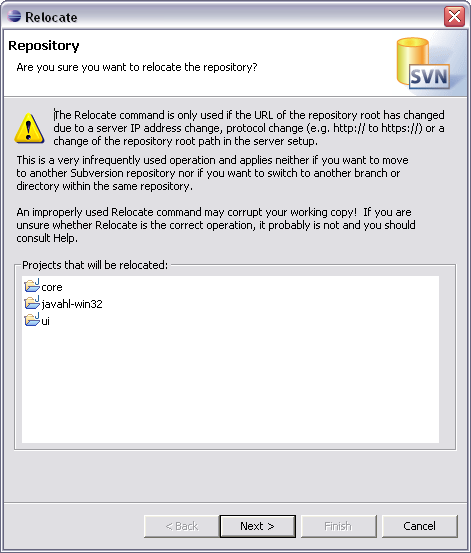 Relocate
Repository
Are you sure you want to relocate the repository?
SVN
The Relocate command is only used if the URL of the repository root has changed
due to a server IP address change, protocol change (e.g. http:// to https://) or a
change of the repository root path in the server setup.
This is a very infrequently used operation and applies neither if you want to move
to another Subversion repository nor if you want to switch to another branch or
directory within the same repository.
An improperly used Relocate command may corrupt your working copy!  If you are
unsure whether Relocate is the correct operation, it probably is not and you should
consult Help.
Projects that will be relocated:
core
javahl-win32
ui
< Back
Next >
Finish
Cancel